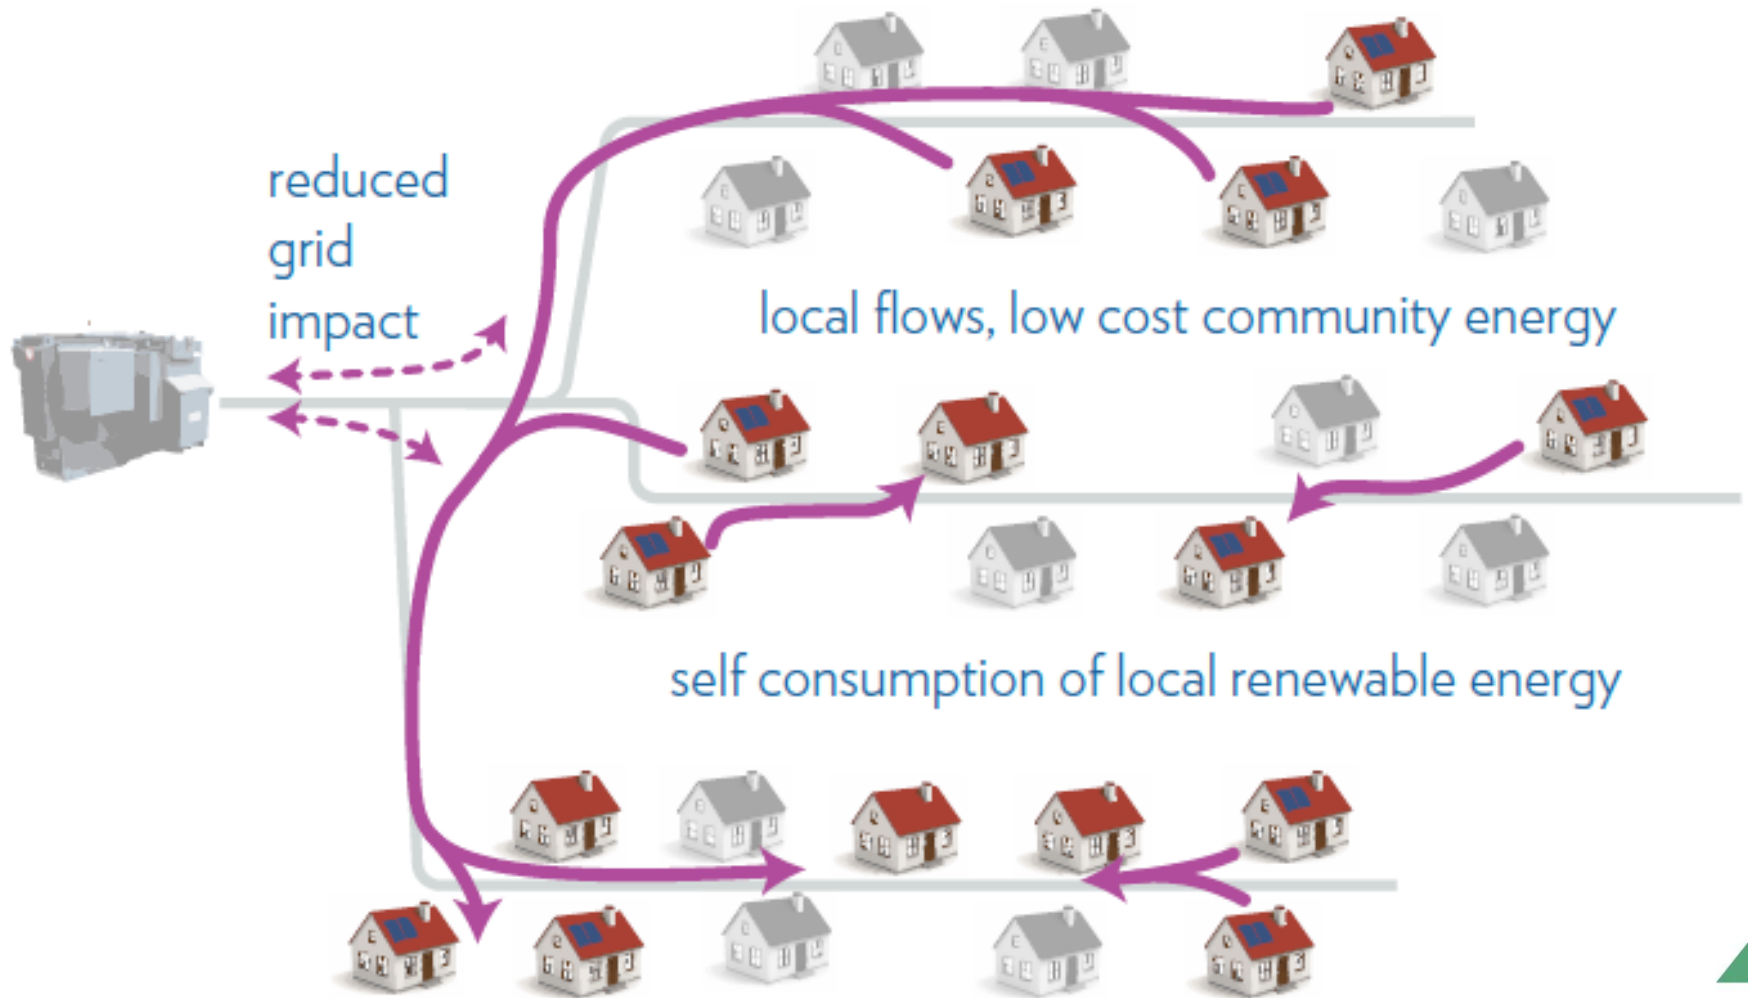 reduced
grid
impact
local flows, low cost community energy
self consumption of local renewable energy